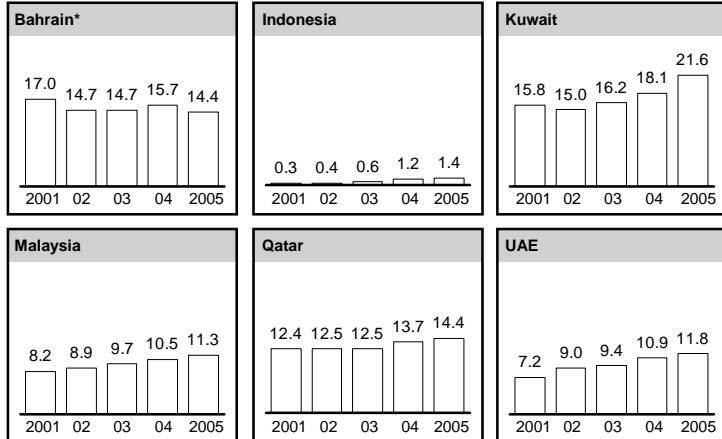 Bahrain*
17.0 14.7 14.7 15.7 14.4
2001 02 03 04 2005
Indonesia
0.3 0.4 0.6 1.2 1.4
2001 02 03 04 2005
Kuwait
15.8 15.0 16.2 18.1 21.6
2001 02 03 04 2005
Malaysia
8.2 8.9 9.7 10.5 11.3
2001 02 03 04 2005
Qatar
12.4 12.5 12.5 13.7 14.4
2001 02 03 04 2005
UAE
7.2 9.0 9.4 10.9 11.8
2001 02 03 04 2005